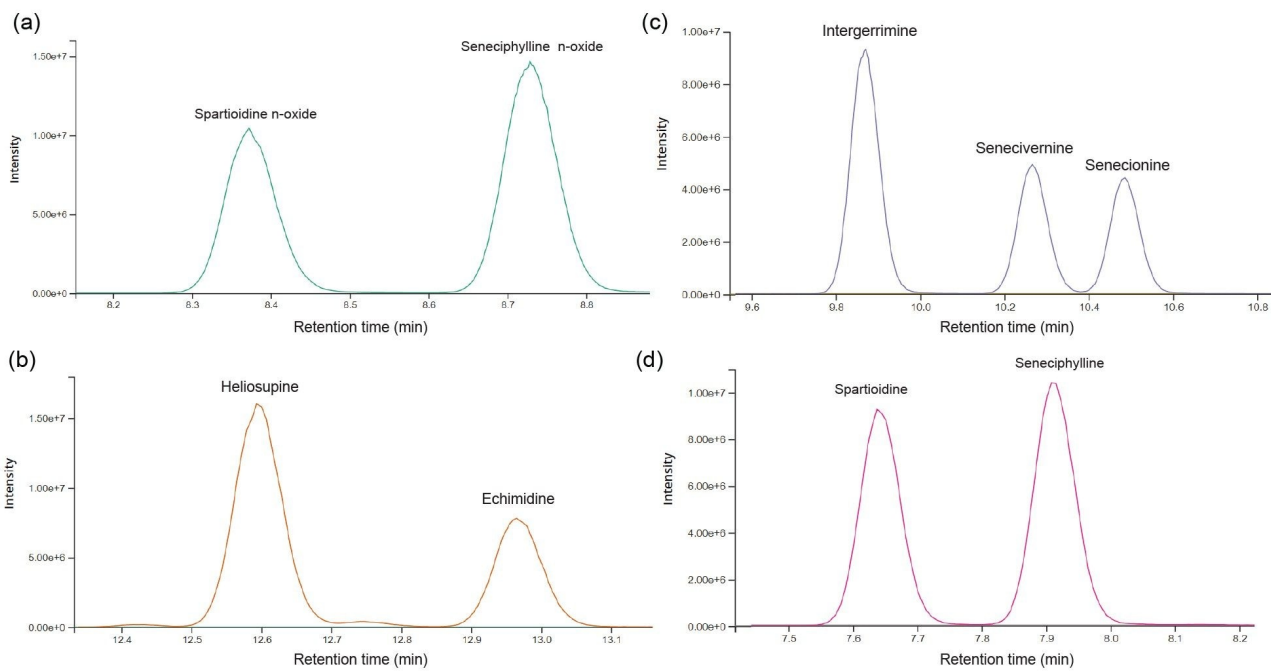 (a)
Seneciphylline n-oxide
Spartioidine n-oxide
1.50e+7
1.00e+7
5.00e+6
0.00e+0
Intensity
8.2 8.3 8.4 8.5 8.6 8.7 8.8
Retention time (min)
(c)
Intergerrimine
Senecivernine
Senecionine
1.00e+7
8.00e+6
6.00e+6
4.00e+6
2.00e+6
0.00e+0
Intensity
9.6 9.8 10.0 10.2 10.4 10.6 10.8
Retention time (min)
(b)
Heliosupine
Echimidine
1.50e+7
1.00e+7
5.00e+6
0.00e+0
Intensity
12.4 12.5 12.6 12.7 12.8 12.9 13.0 13.1
Retention time (min)
(d)
Seneciphylline
Spartioidine
1.00e+7
8.00e+6
6.00e+6
4.00e+6
2.00e+6
0.00e+0
Intensity
7.5 7.6 7.7 7.8 7.9 8.0 8.1 8.2
Retention time (min)